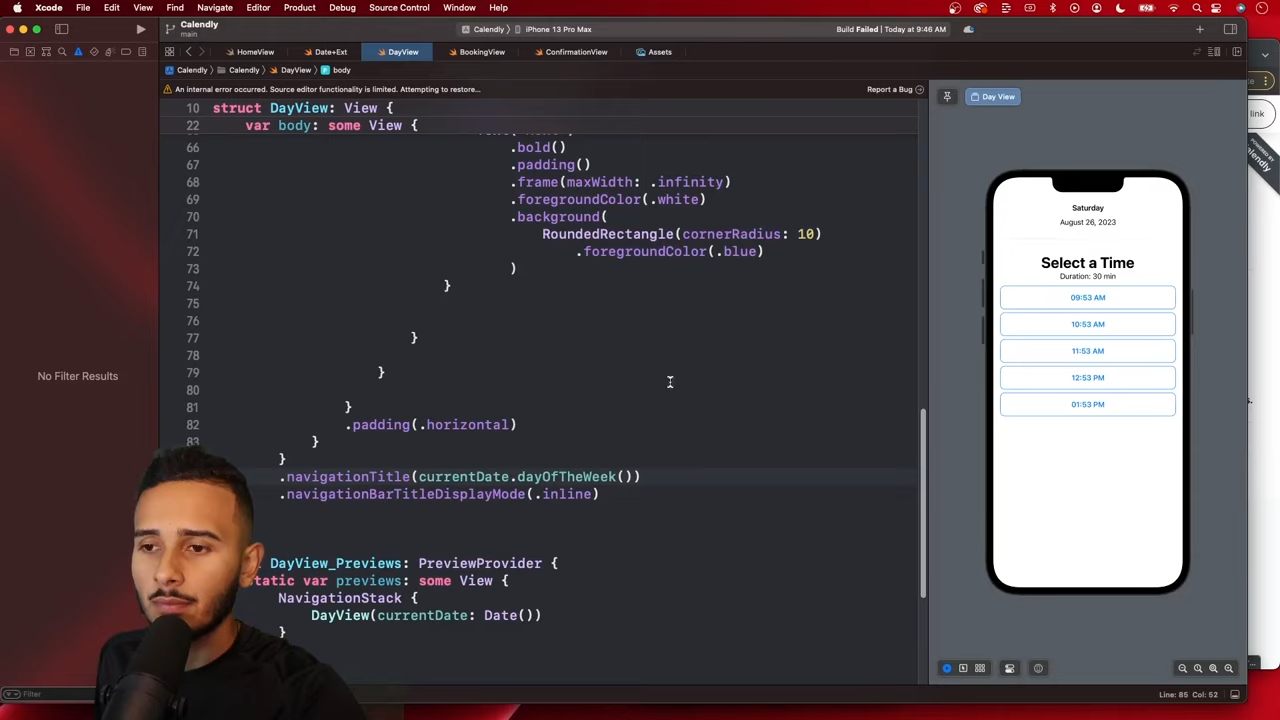 Xcode File Edit View Find Navigate Editor Product Debug Source Control Window Help
Calendly
main
Calendly
iPhone 13 Pro Max
Build Failed | Today at 9:46 AM
HomeView
Date+Ext
DayView
BookingView
ConfirmationView
Assets
Calendly
Calendly
DayView
body
An internal error occurred. Source editor functionality is limited. Attempting to restore...
Report a Bug
10 struct DayView: View {
22 var body: some View {
66 .bold()
67 .padding()
68 .frame(maxWidth: .infinity)
69 .foregroundColor(.white)
70 .background(
71 RoundedRectangle(cornerRadius: 10)
72 .foregroundColor(.blue)
73 )
74 }
75
76
77 }
78
79 }
80
81 }
82 .padding(.horizontal)
83 }
}
.navigationTitle(currentDate.dayOfTheWeek())
.navigationBarTitleDisplayMode(.inline)
DayView_Previews: PreviewProvider {
static var previews: some View {
NavigationStack {
DayView(currentDate: Date())
}
No Filter Results
Filter
Day View
Saturday
August 26, 2023
Select a Time
Duration: 30 min
09:53 AM
10:53 AM
11:53 AM
12:53 PM
01:53 PM
link
POWERED BY
Calendly
Line: 85 Col: 52